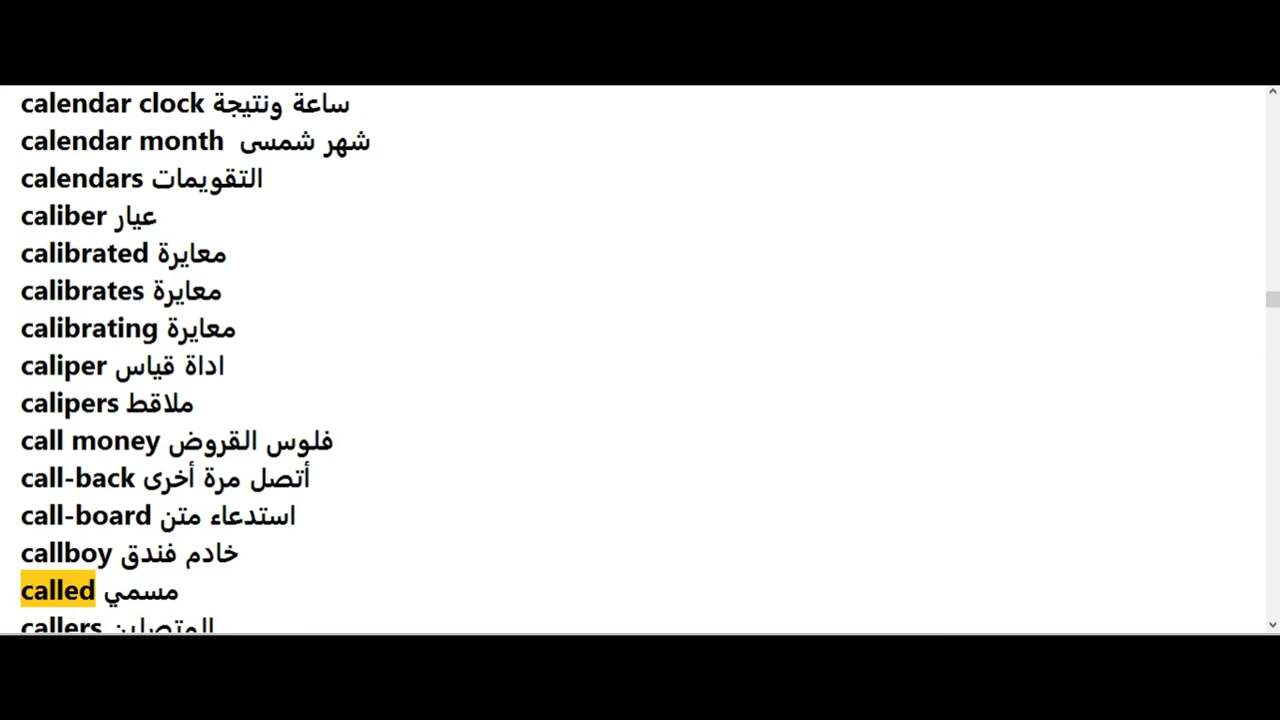 calendar clock ساعة ونتيجة
calendar month شهر شمسى
calendars التقويمات
caliber عيار
calibrated معايرة
calibrates معايرة
calibrating معايرة
caliper اداة قياس
calipers ملاقط
call money فلوس القروض
call-back أتصل مرة أخرى
call-board استدعاء متن
callboy خادم فندق
called مسمي
callers المتصلين